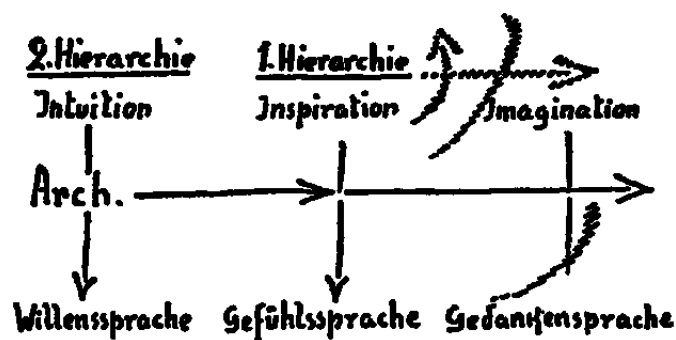 2. Hierarchie 1. Hierarchie
Intuition Inspiration Imagination
Arch.
Willenssprache Gefühlssprache Gedankensprache